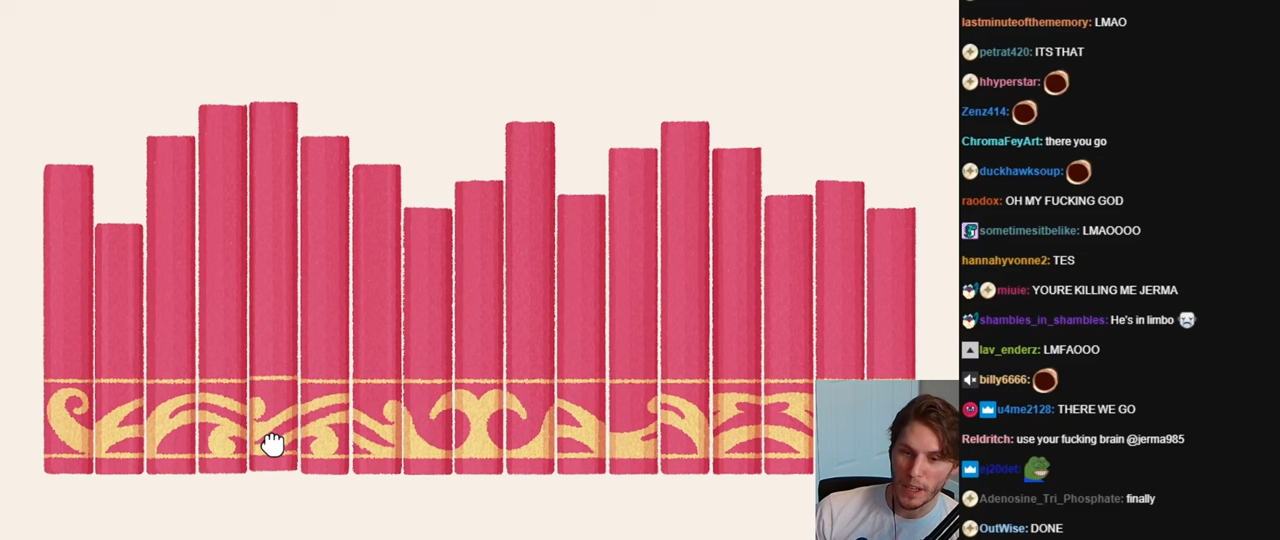 lastminuteofthememory: LMAO
petrat420: ITS THAT
hhyperstar:
Zenz414:
ChromaFeyArt: there you go
duckhawksoup:
raodox: OH MY FUCKING GOD
sometimesitbelike: LMAOOOO
hannahyvonne2: TES
miuie: YOURE KILLING ME JERMA
shambles_in_shambles: He's in limbo
lav_enderz: LMFAOOO
billy6666:
u4me2128: THERE WE GO
Reldritch: use your fucking brain @jerma985
ej20det:
Adenosine_Tri_Phosphate: finally
OutWise: DONE